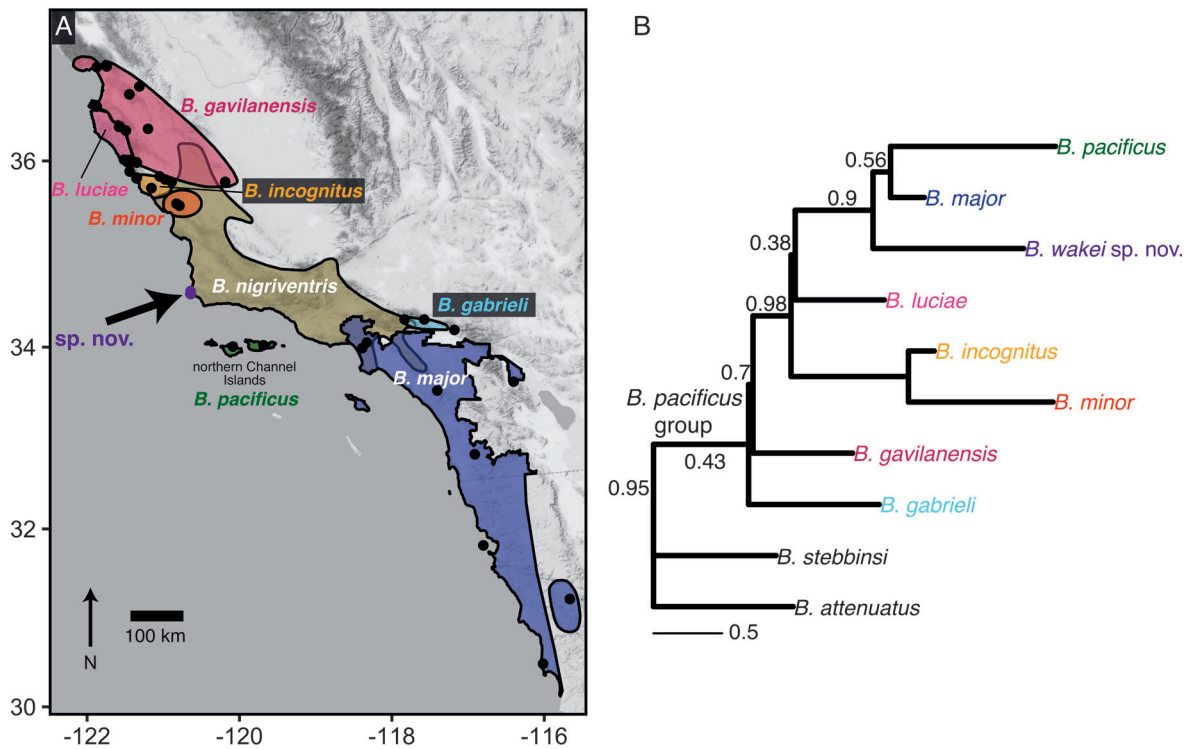 A
B. gavilanensis
36
B. luciae
B. incognitus
B. minor
B. nigriventris
B. gabrieli
sp. nov.
34
northern Channel
Islands
B. pacificus
B. major
32
N
100 km
30
-122
-120
-118
-116
B
B. pacificus
0.56
B. major
0.9
B. wakei sp. nov.
0.38
B. luciae
0.98
B. incognitus
0.7
B. minor
B. pacificus
group
0.43
B. gavilanensis
0.95
B. gabrieli
B. stebbinsi
B. attenuatus
0.5